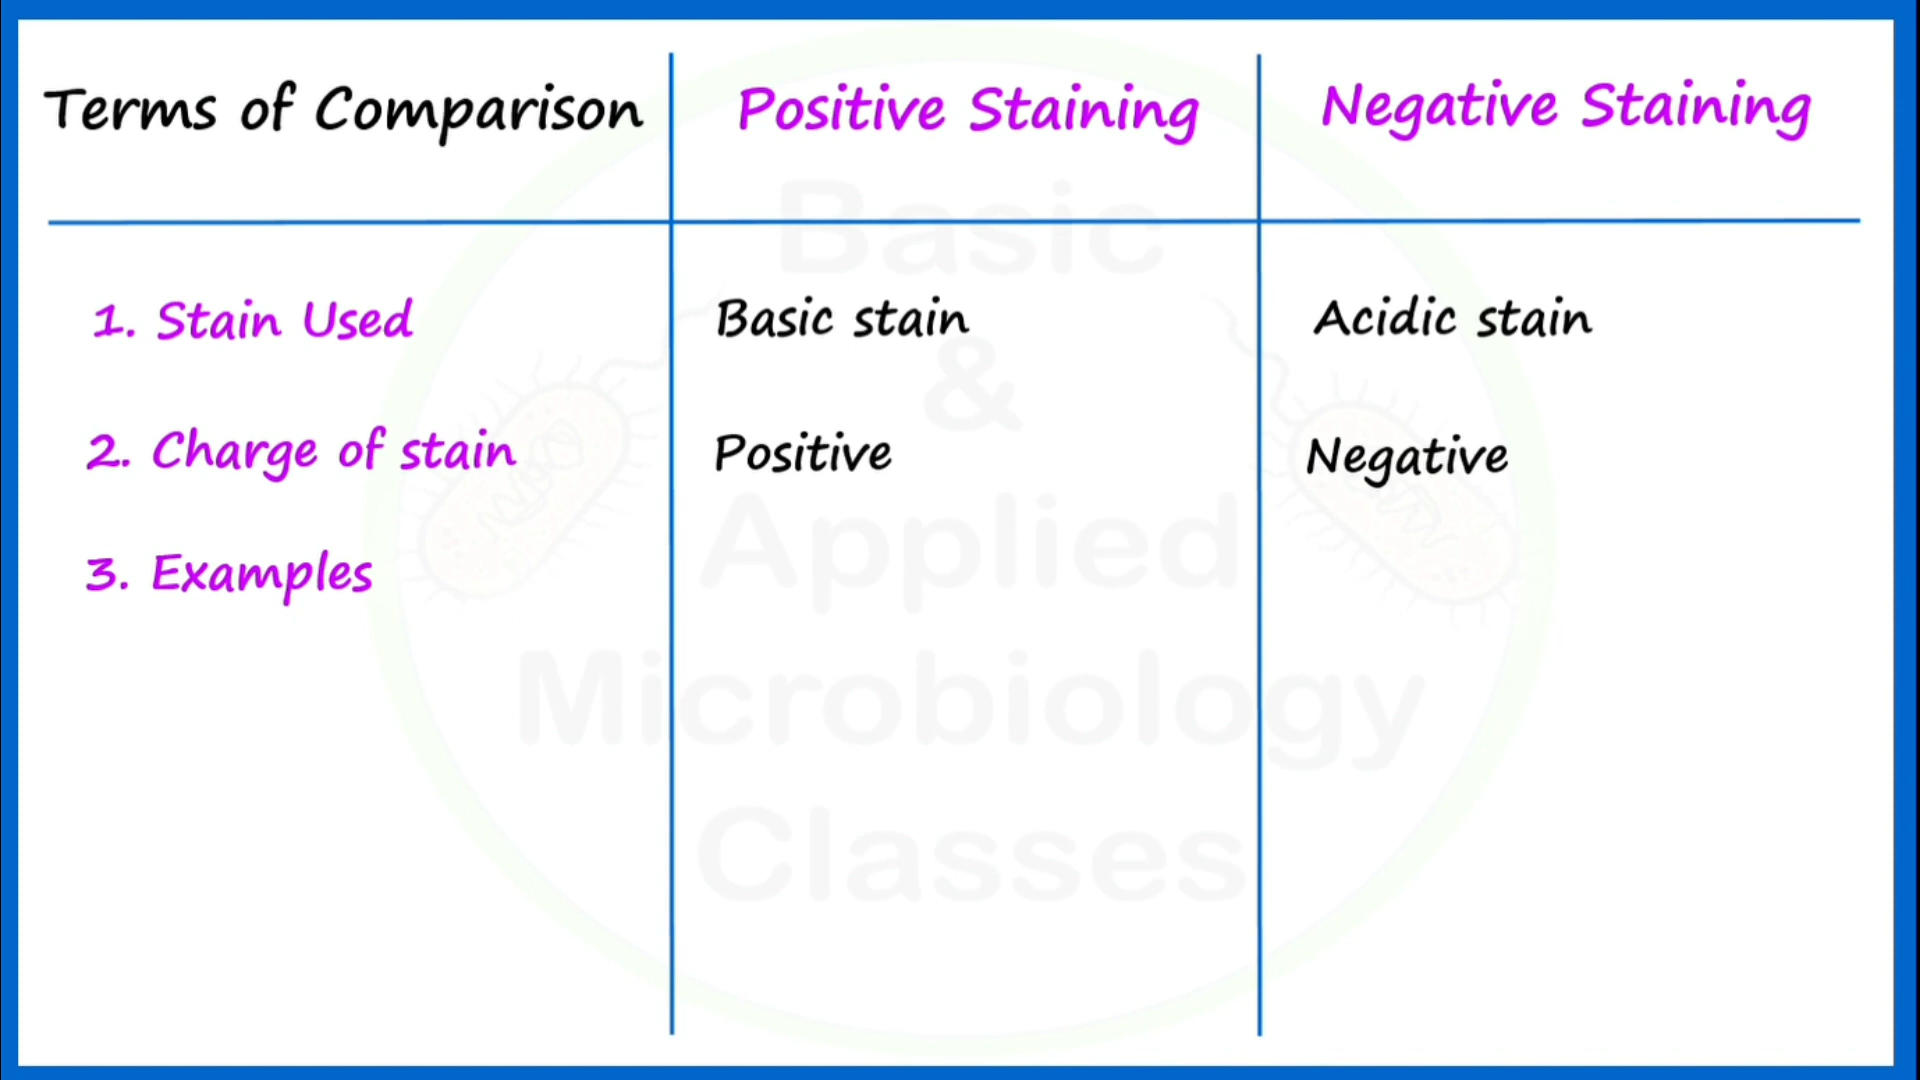 Terms of Comparison
Positive Staining
Negative Staining
1. Stain Used
Basic stain
Acidic stain
2. Charge of stain
Positive
Negative
3. Examples
Basic
&
Applied
Microbiology
Classes